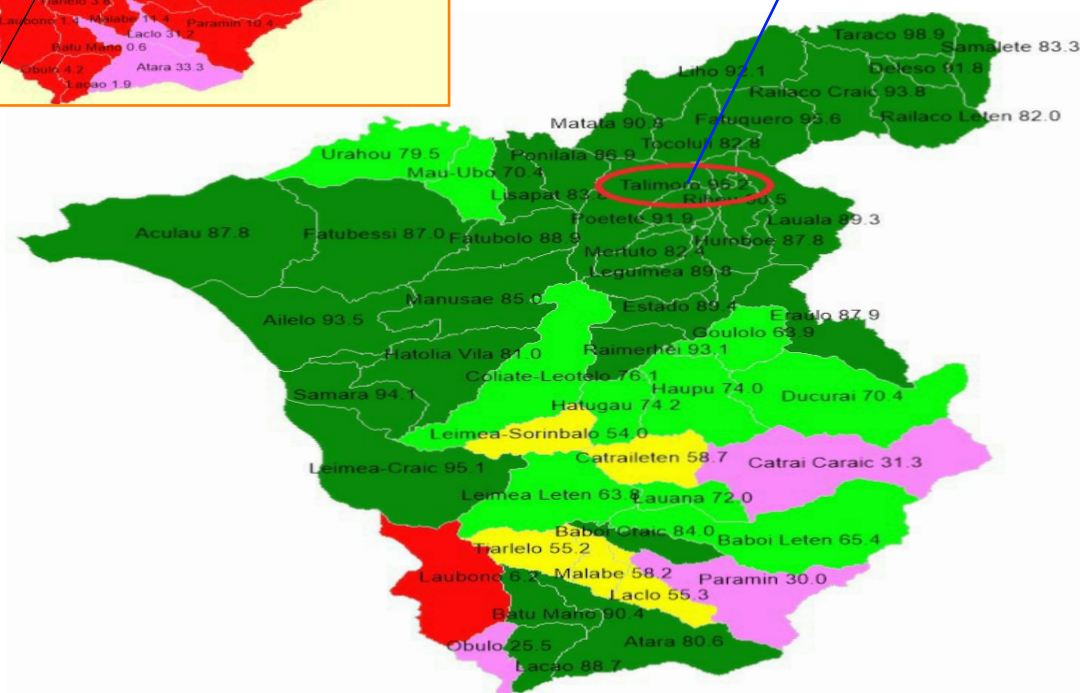 Laubono 1.4
Malabe 11.4
Paramin 10.4
Laclo 31.2
Batu Mano 0.6
Atara 33.3
Obulo 4.2
Lacao 1.9
Taraco 98.9
Samalete 83.3
Liho 92.1
Deleso 91.8
Railaco Craic 93.8
Matata 90.8
Fatuquero 95.6
Railaco Leten 82.0
Tocoluli 82.8
Urahou 79.5
Ponilala 86.9
Mau-Ubo 70.4
Talimoro 95.2
Lisapat
Poetete 91.9
Lauala 89.3
Aculau 87.8
Fatubessi 87.0
Fatubolo 88.9
Humboe 87.8
Mertuto 82.4
Leguimea 89.8
Manusae 85.0
Estado 89.4
Eraulo 87.9
Ailelo 93.5
Goulolo 63.9
Hatolia Vila 81.0
Raimerhei 93.1
Coliate-Leotelo 76.1
Haupu 74.0
Samara 94.1
Ducurai 70.4
Hatugau 74.2
Leimea-Sorinbalo 54.0
Catraileten 58.7
Catrai Caraic 31.3
Leimea-Craic 95.1
Leimea Leten 63.8
Lauana 72.0
Craic 84.0
Baboi Leten 65.4
Tiarlelo 55.2
Laubono 6.2
Malabe 58.2
Paramin 30.0
Laclo 55.3
Batu Mano 90.4
Obulo 25.5
Atara 80.6
Lacao 88.7